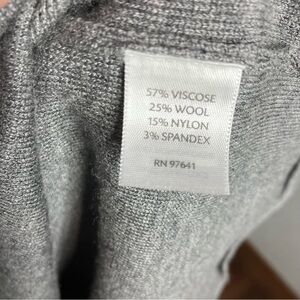 57% VISCOSE
25% WOOL
15% NYLON
3% SPANDEX
RN 97641